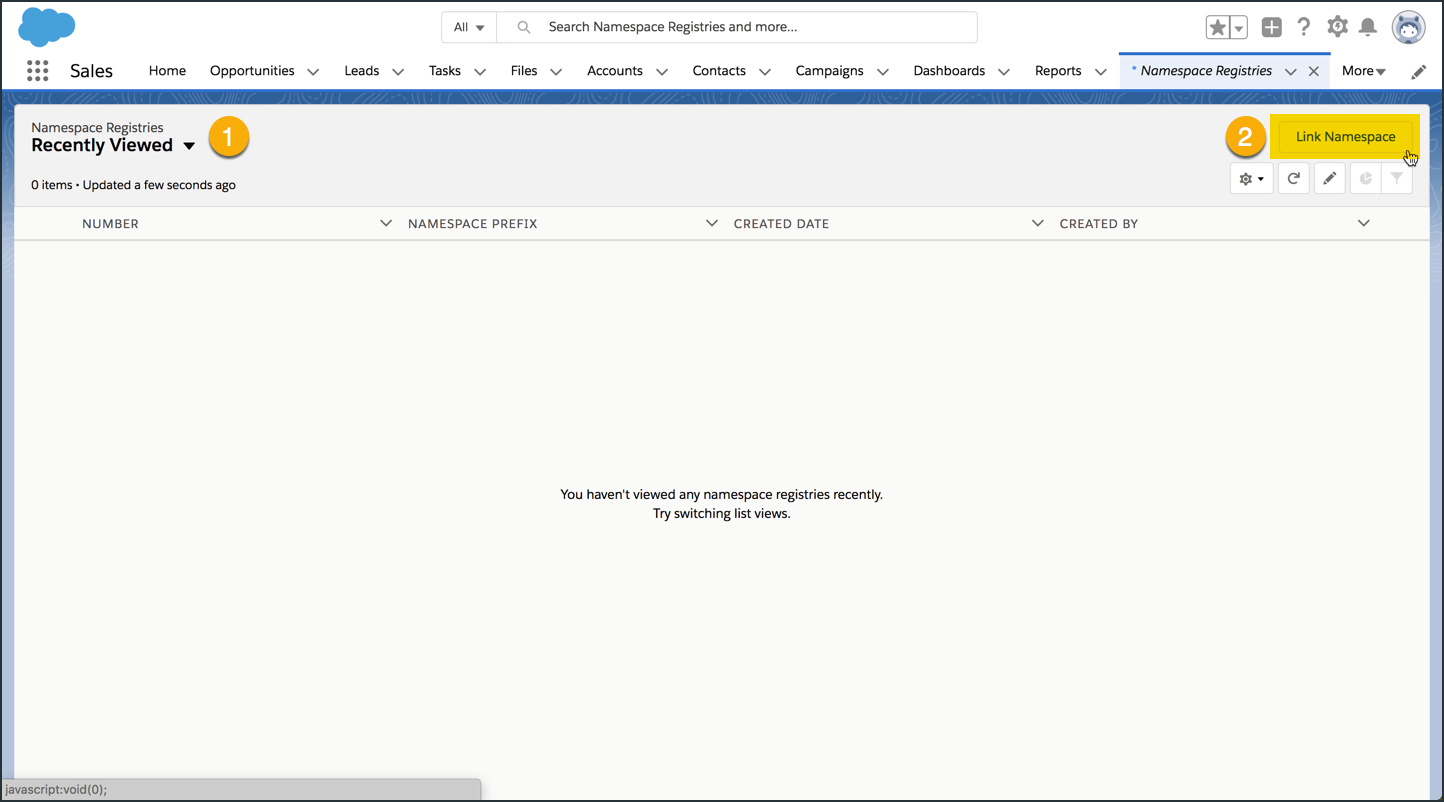 All Search Namespace Registries and more...
Sales Home Opportunities Leads Tasks Files Accounts Contacts Campaigns Dashboards Reports * Namespace Registries More
Namespace Registries
Recently Viewed 1
2 Link Namespace
0 items • Updated a few seconds ago
NUMBER NAMESPACE PREFIX CREATED DATE CREATED BY
You haven't viewed any namespace registries recently.
Try switching list views.
javascript:void(0);